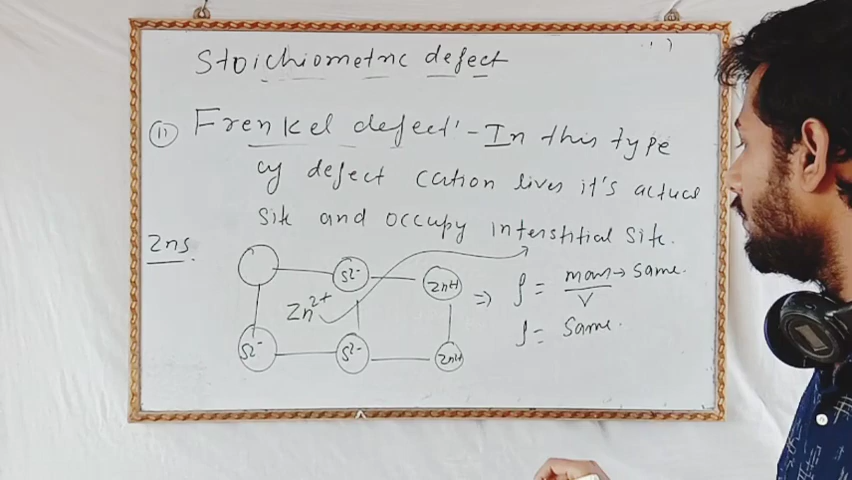 Stoichiometric defect
(ii) Frenkel defect - In this type
of defect cation lives it's actual
site and occupy interstitial site.
Zns.
S2- Zn2+
Zn2+
S2- S2- Zn2+
⇒ ρ = mass → same.
V
ρ = same.